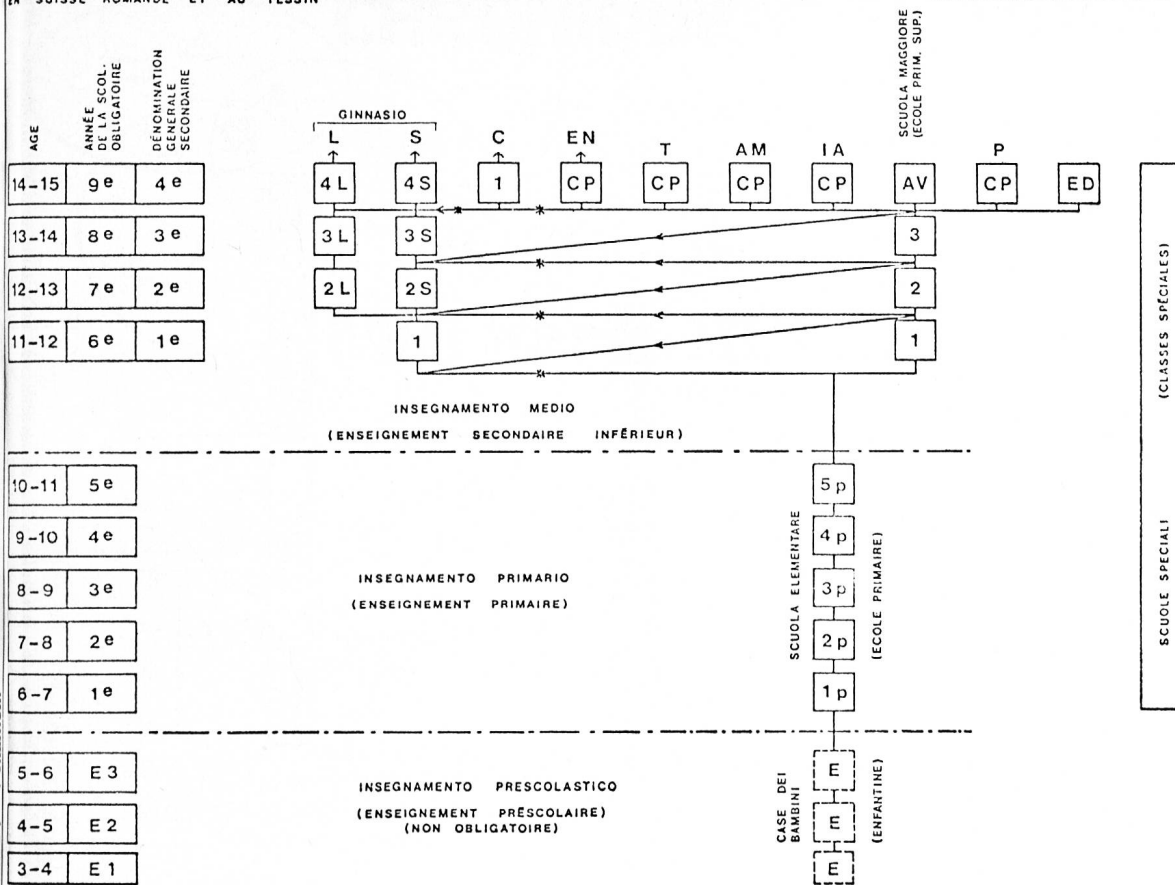 EN SUISSE ROMANDE ET AU TESSIN
AGE
ANNÉE
DE LA SCOL.
OBLIGATOIRE
DÉNOMINATION
GENERALE
SECONDAIRE
GINNASIO
SCUOLA MAGGIORE
(ECOLE PRIM. SUP.)
L S C EN T AM IA P
14-15 9e 4e 4L 4S 1 CP CP CP CP AV CP ED
13-14 8e 3e 3L 3S 3
12-13 7e 2e 2L 2S 2
11-12 6e 1e 1 1
INSEGNAMENTO MEDIO
(ENSEIGNEMENT SECONDAIRE INFÉRIEUR)
10-11 5e 5p
9-10 4e 4p
8-9 3e 3p
7-8 2e 2p
6-7 1e 1p
INSEGNAMENTO PRIMARIO
(ENSEIGNEMENT PRIMAIRE)
SCUOLA ELEMENTARE
(ECOLE PRIMAIRE)
5-6 E3 E
4-5 E2 E
3-4 E1 E
INSEGNAMENTO PRESCOLASTICO
(ENSEIGNEMENT PRÉSCOLAIRE)
(NON OBLIGATOIRE)
CASE DEI
BAMBINI
(ENFANTINE)
SCUOLE SPECIALI (CLASSES SPÉCIALES)